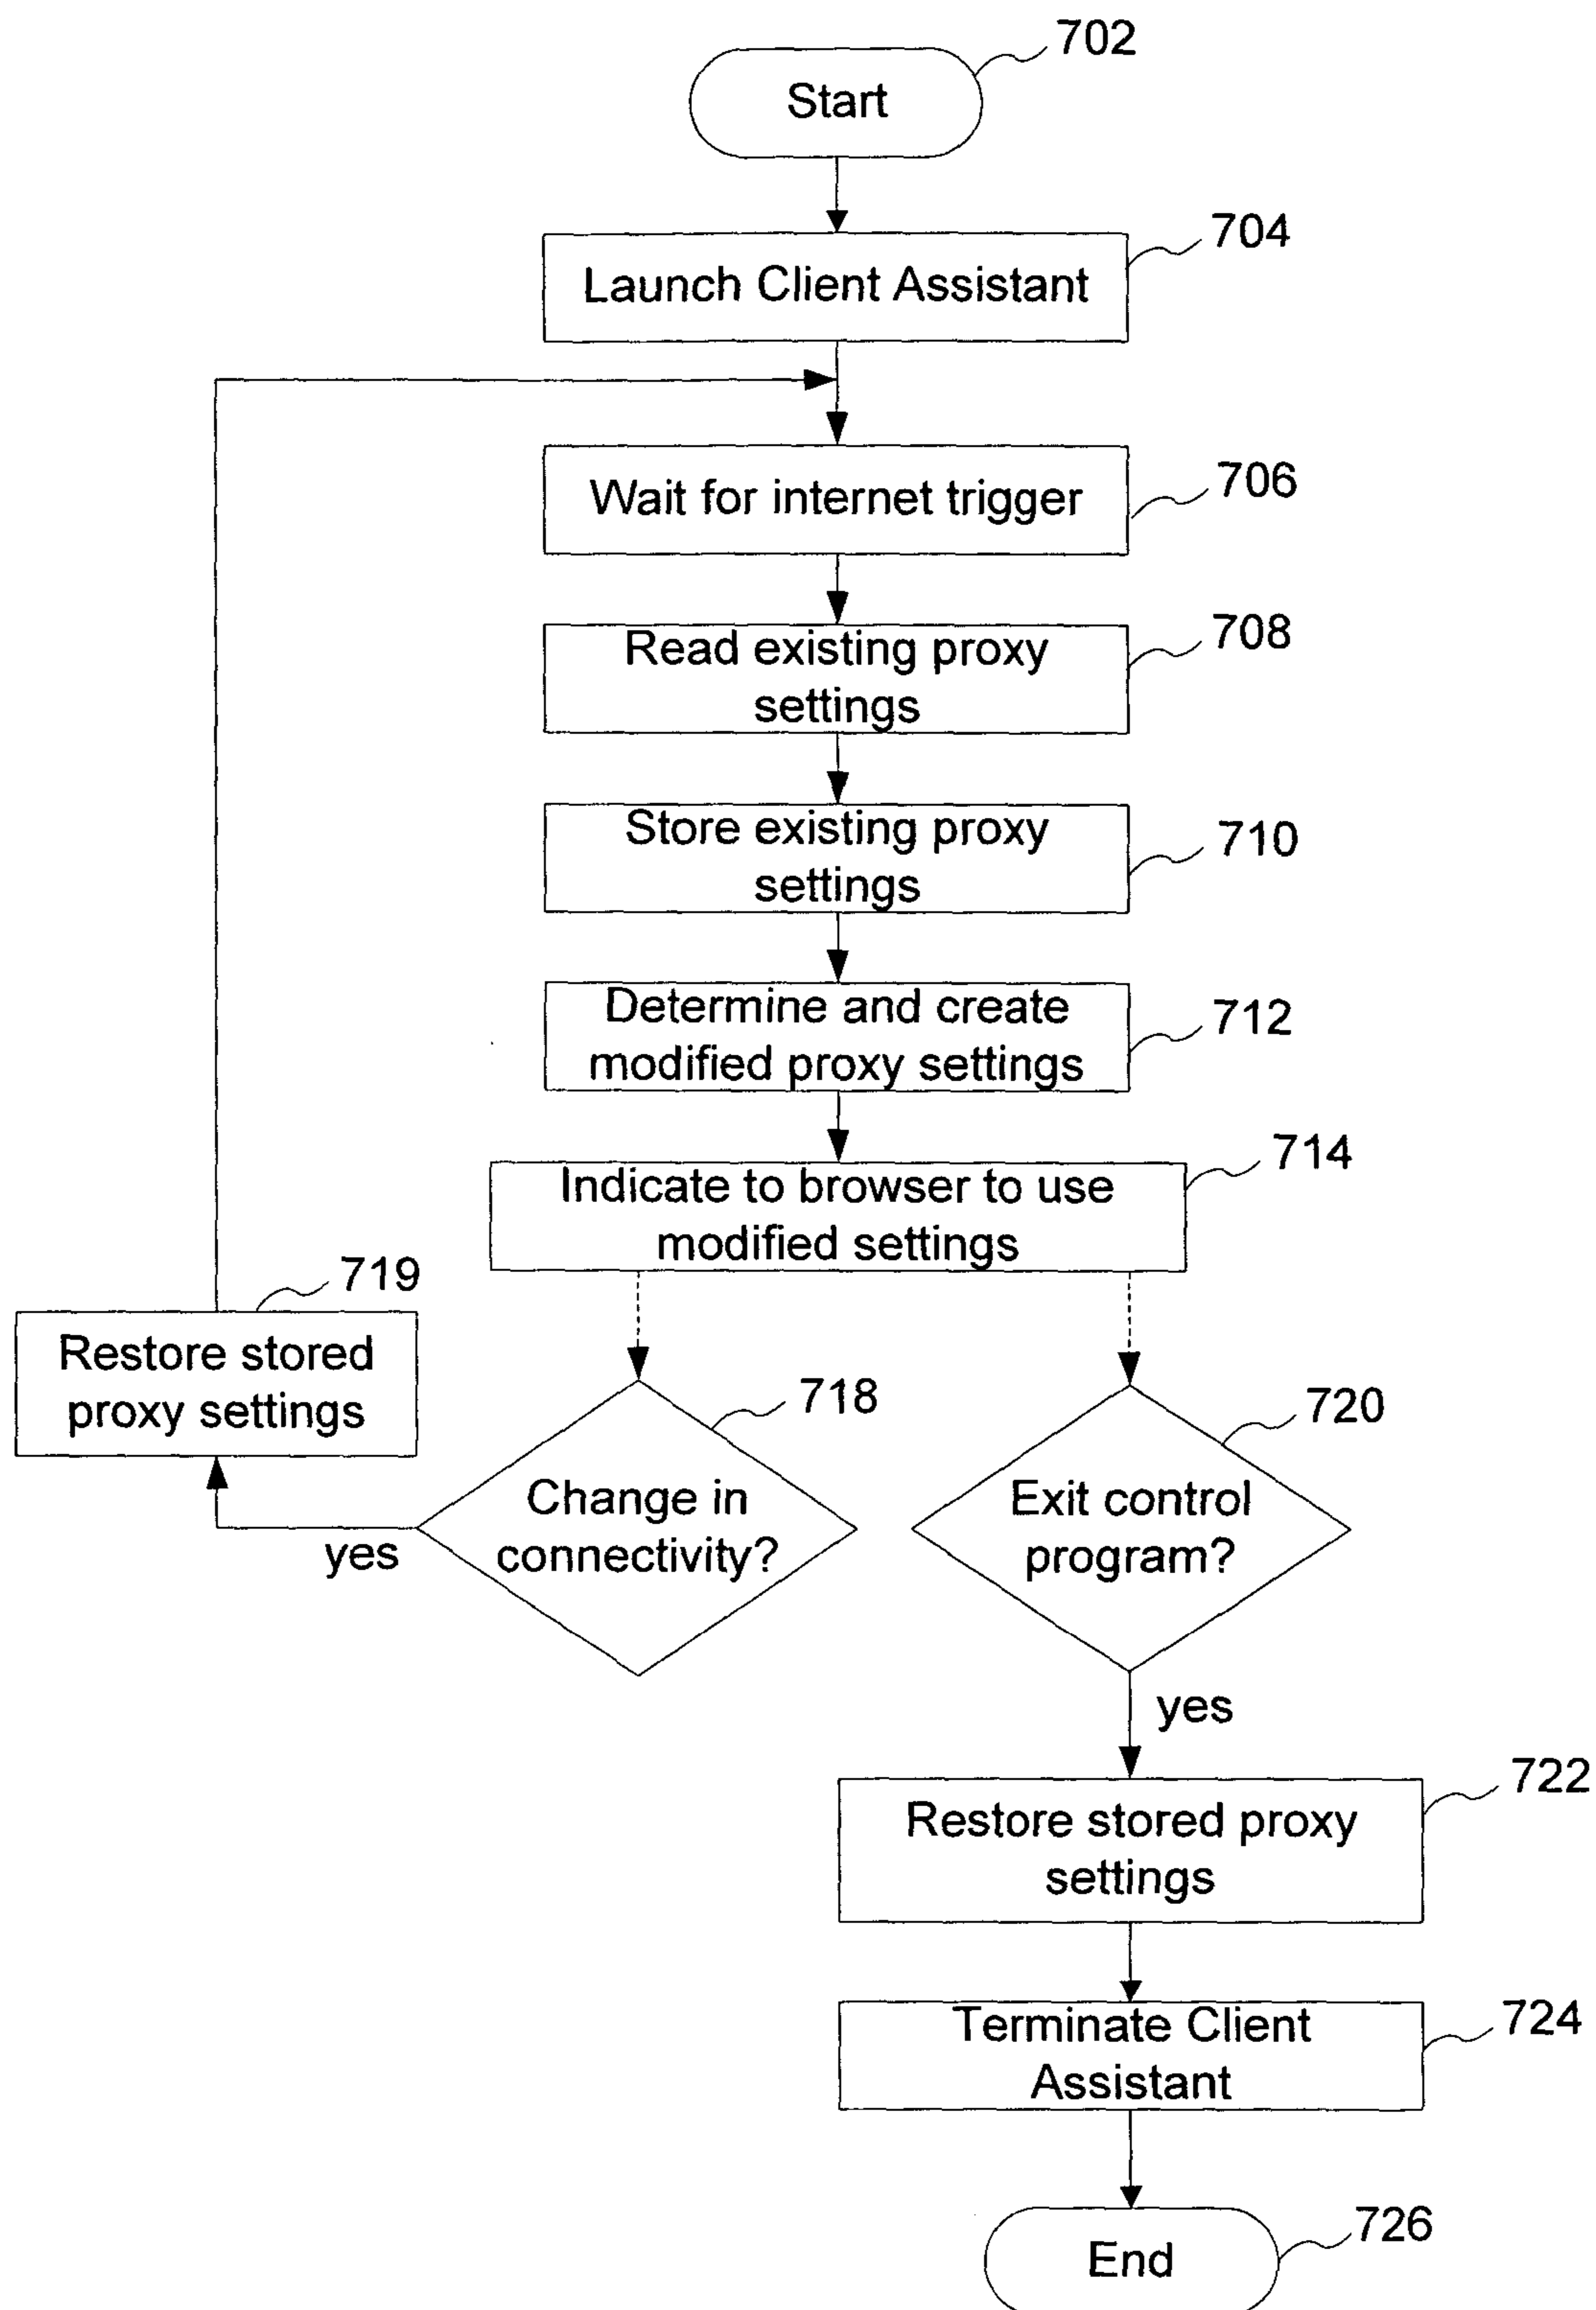 702
Start
704
Launch Client Assistant
706
Wait for internet trigger
708
Read existing proxy
settings
710
Store existing proxy
settings
712
Determine and create
modified proxy settings
714
Indicate to browser to use
modified settings
719
Restore stored
proxy settings
718
Change in
connectivity?
yes
720
Exit control
program?
yes
722
Restore stored proxy
settings
724
Terminate Client
Assistant
726
End